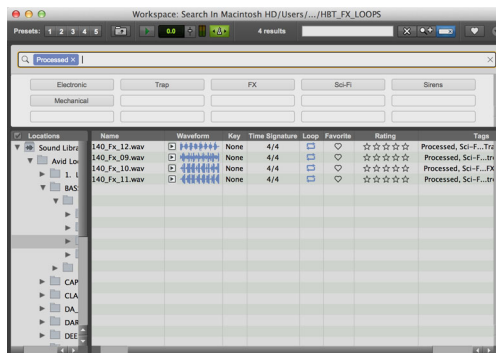 Workspace: Search In Macintosh HD/Users/.../HBT_FX_LOOPS
Presets: 1 2 3 4 5 0.0 4 results
Processed
Electronic Trap FX Sci-Fi Sirens
Mechanical
Locations Name Waveform Key Time Signature Loop Favorite Rating Tags
Sound Libra 140_Fx_12.wav None 4/4 Processed, Sci-F...Tra
Avid Loo 140_Fx_09.wav None 4/4 Processed, Sci-F...tro
1. L 140_Fx_10.wav None 4/4 Processed, Sci-F...FX
BAS 140_Fx_11.wav None 4/4 Processed, Sci-F...tro
CAP
CLA
DA_
DAR
DEE